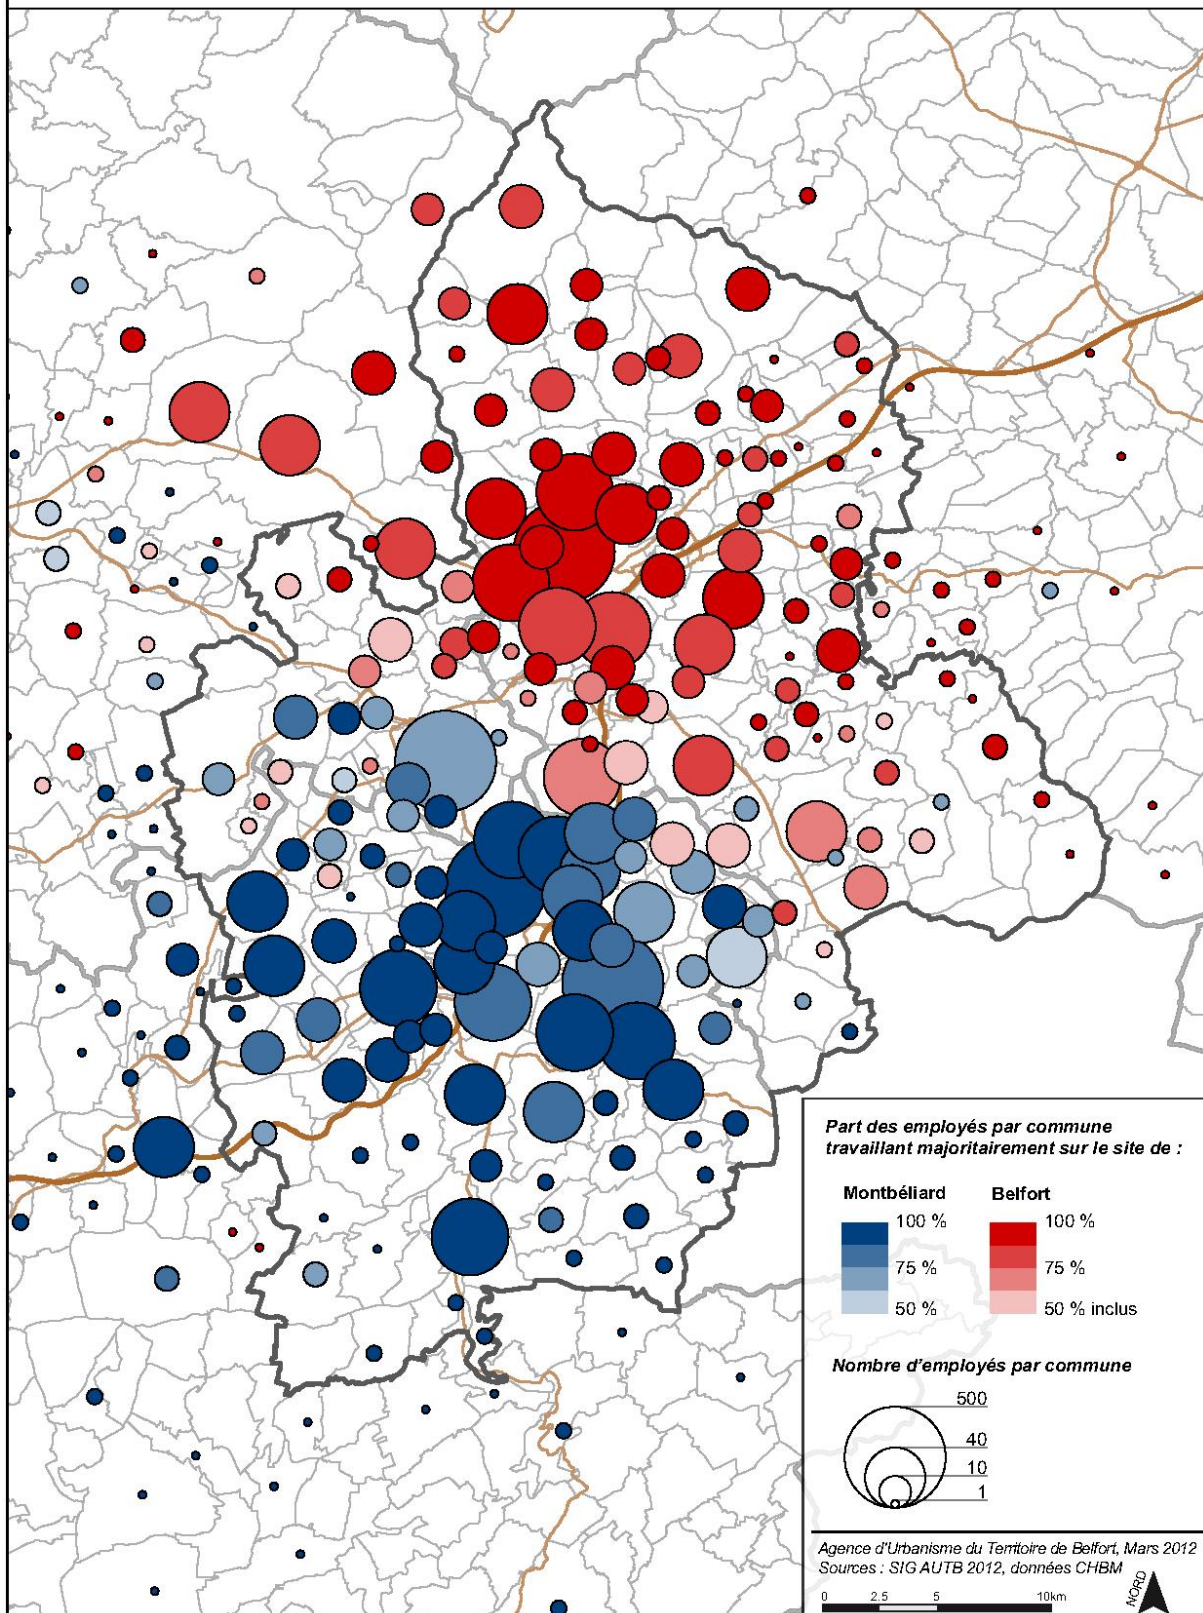 Part des employés par commune
travaillant majoritairement sur le site de :
Montbéliard Belfort
100 % 100 %
75 % 75 %
50 % 50 % inclus
Nombre d'employés par commune
500
40
10
1
Agence d'Urbanisme du Territoire de Belfort, Mars 2012
Sources : SIG AUTB 2012, données CHBM
NORD
0 2.5 5 10km